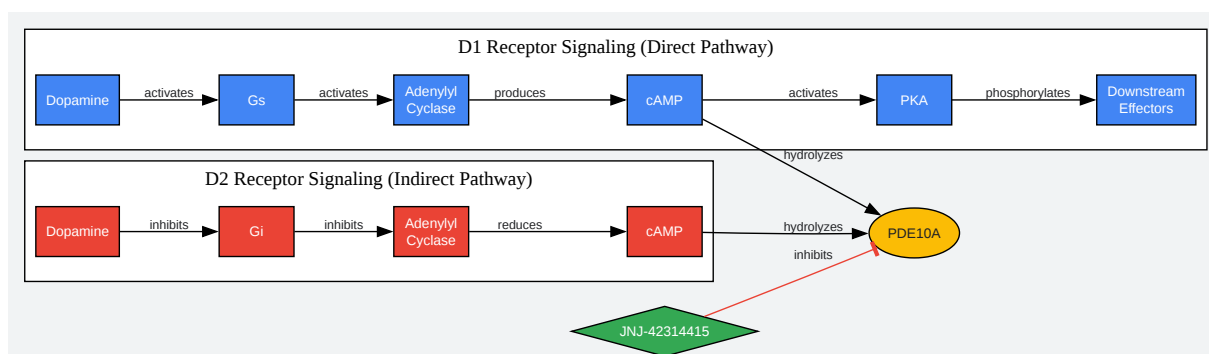 D1 Receptor Signaling (Direct Pathway)
Dopamine
activates
Gs
activates
Adenylyl
Cyclase
produces
cAMP
activates
PKA
phosphorylates
Downstream
Effectors
hydrolyzes
D2 Receptor Signaling (Indirect Pathway)
Dopamine
inhibits
Gi
inhibits
Adenylyl
Cyclase
reduces
cAMP
hydrolyzes
PDE10A
inhibits
JNJ-42314415